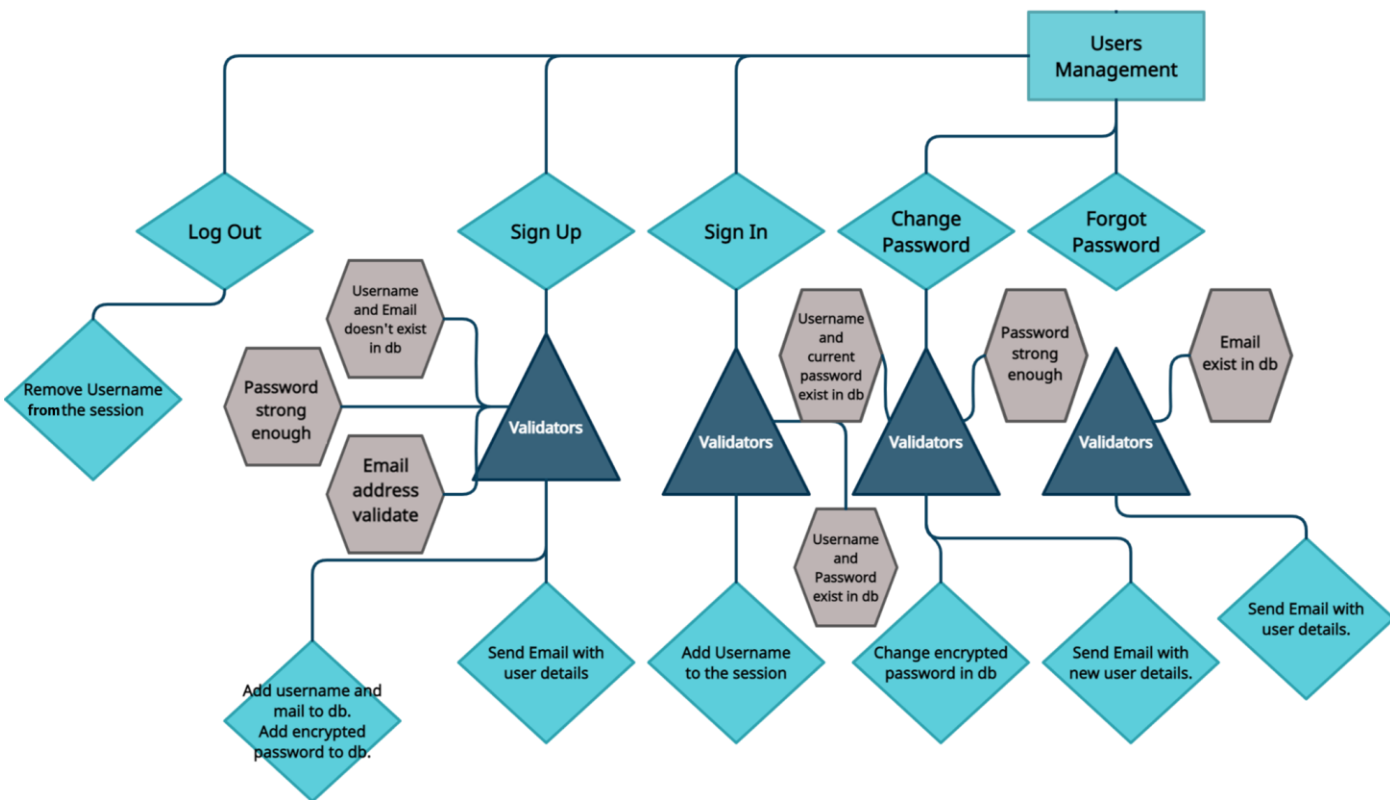 Users
Management
Log Out
Sign Up
Sign In
Change
Password
Forgot
Password
Remove Username
from the session
Username
and Email
doesn't exist
in db
Password
strong
enough
Email
address
validate
Validators
Add username and
mail to db.
Add encrypted
password to db.
Send Email with
user details
Validators
Username
and
Password
exist in db
Add Username
to the session
Username
and
current
password
exist in db
Password
strong
enough
Validators
Change encrypted
password in db
Send Email with
new user details.
Email
exist in db
Validators
Send Email with
user details.